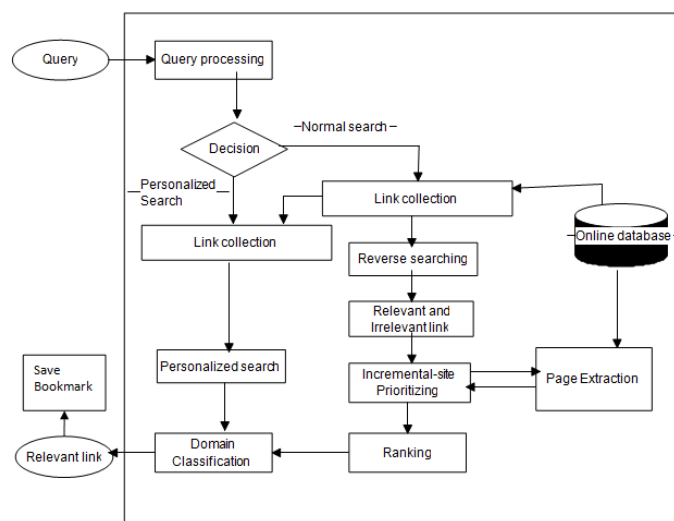 Query
Query processing
Normal search
Decision
Personalized
Search
Link collection
Link collection
Online database
Reverse searching
Relevant and
Irrelevant link
Personalized search
Incremental-site
Prioritizing
Page Extraction
Save
Bookmark
Relevant link
Domain
Classification
Ranking